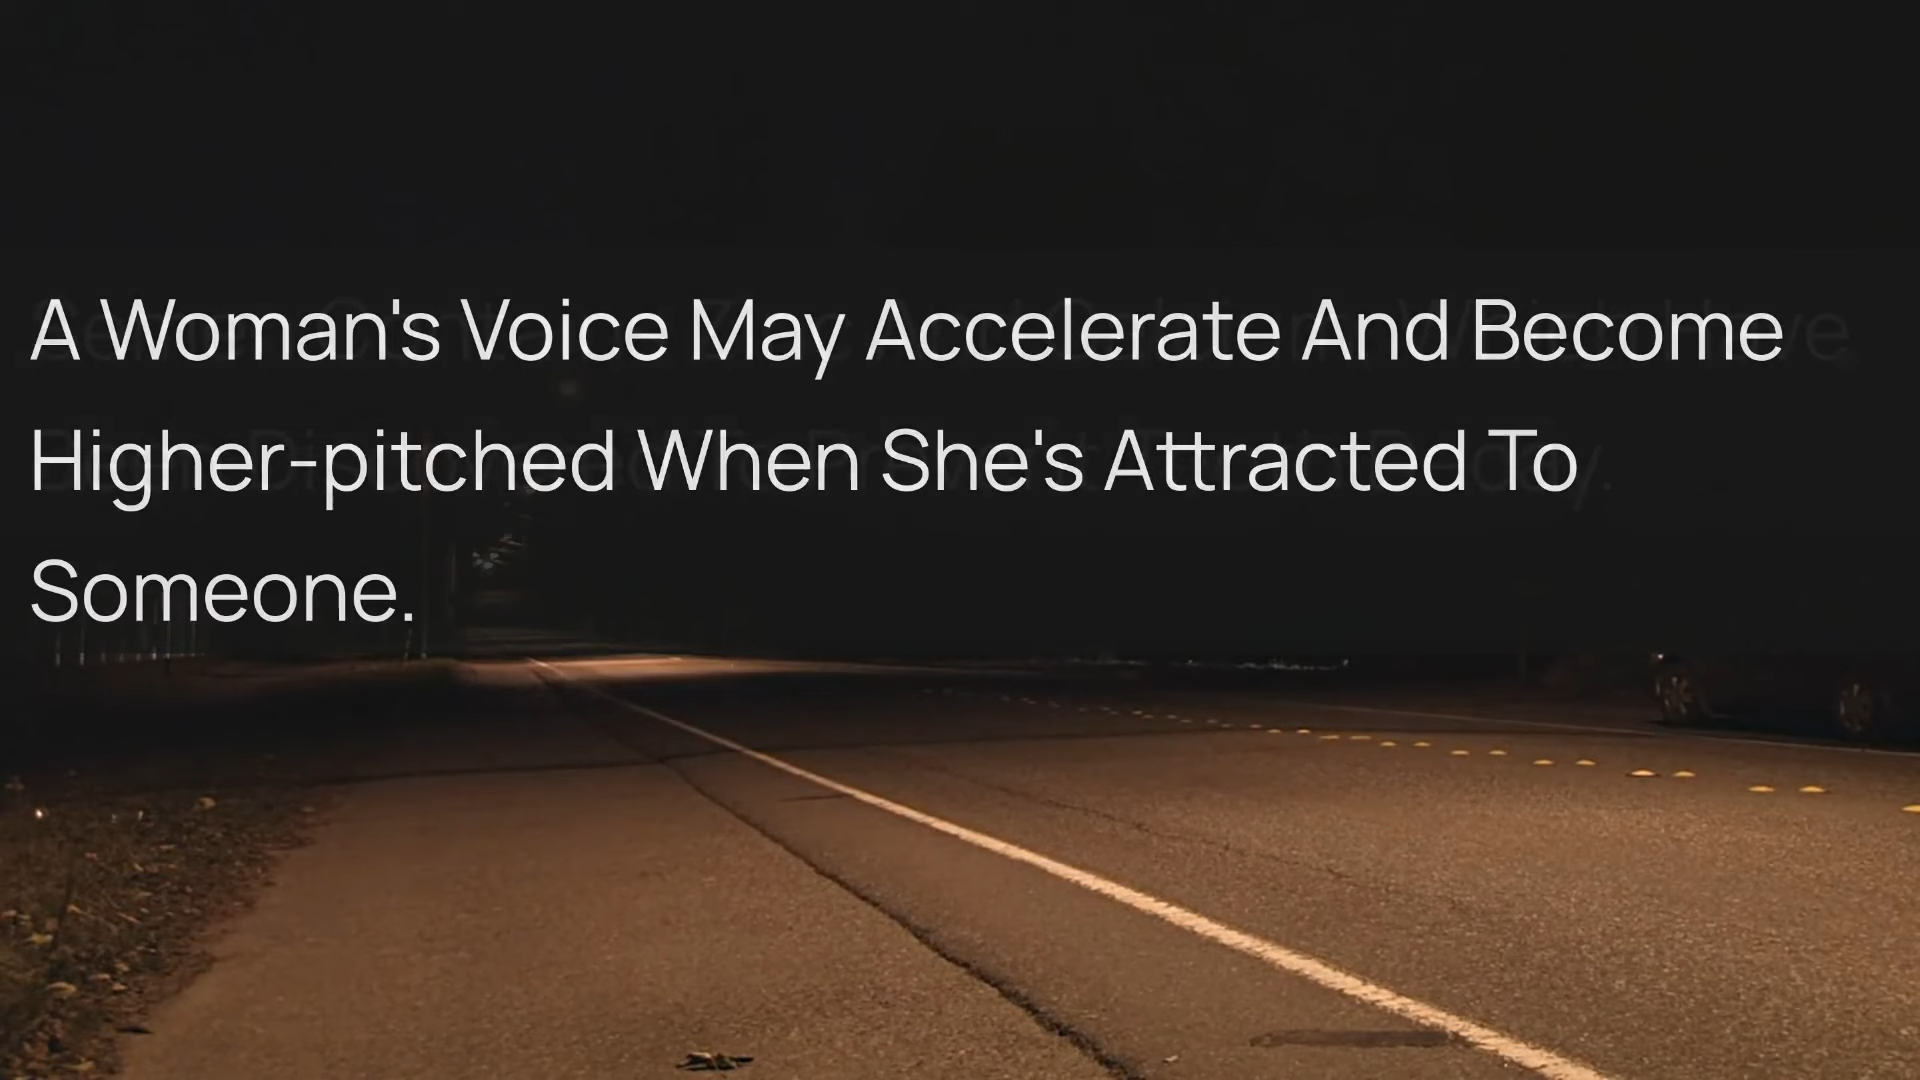 A Woman's Voice May Accelerate And Become
Higher-pitched When She's Attracted To
Someone.